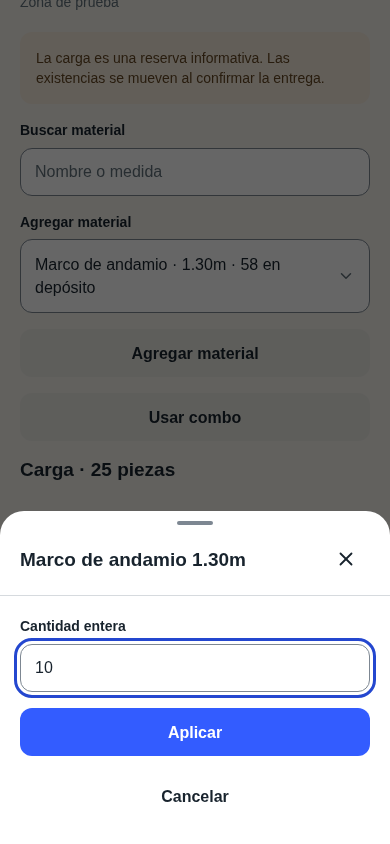 Zona de prueba
La carga es una reserva informativa. Las
existencias se mueven al confirmar la entrega.
Buscar material
Nombre o medida
Agregar material
Marco de andamio · 1.30m · 58 en
depósito
Agregar material
Usar combo
Carga · 25 piezas
Marco de andamio 1.30m
Cantidad entera
10
Aplicar
Cancelar